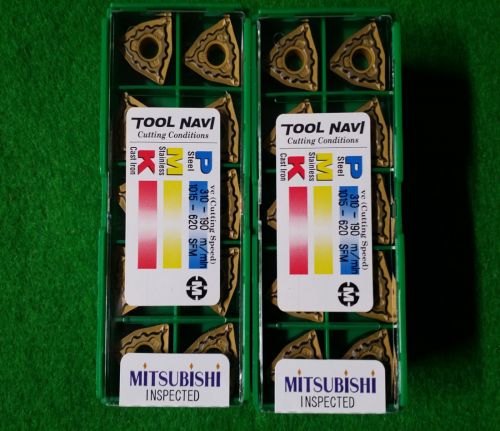 TOOL NAVI
Cutting Conditions
P
Steel
M
Stainless
K
Cast Iron
vc (Cutting Speed)
310 - 190 m/min
1015 - 620 SFM
MITSUBISHI
INSPECTED
TOOL NAVI
Cutting Conditions
P
Steel
M
Stainless
K
Cast Iron
vc (Cutting Speed)
310 - 190 m/min
1015 - 620 SFM
MITSUBISHI
INSPECTED